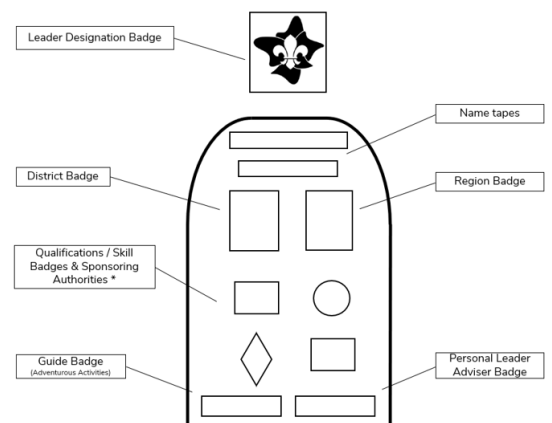 Leader Designation Badge
Name tapes
District Badge
Region Badge
Qualifications / Skill
Badges & Sponsoring
Authorities *
Guide Badge
(Adventurous Activities)
Personal Leader
Adviser Badge